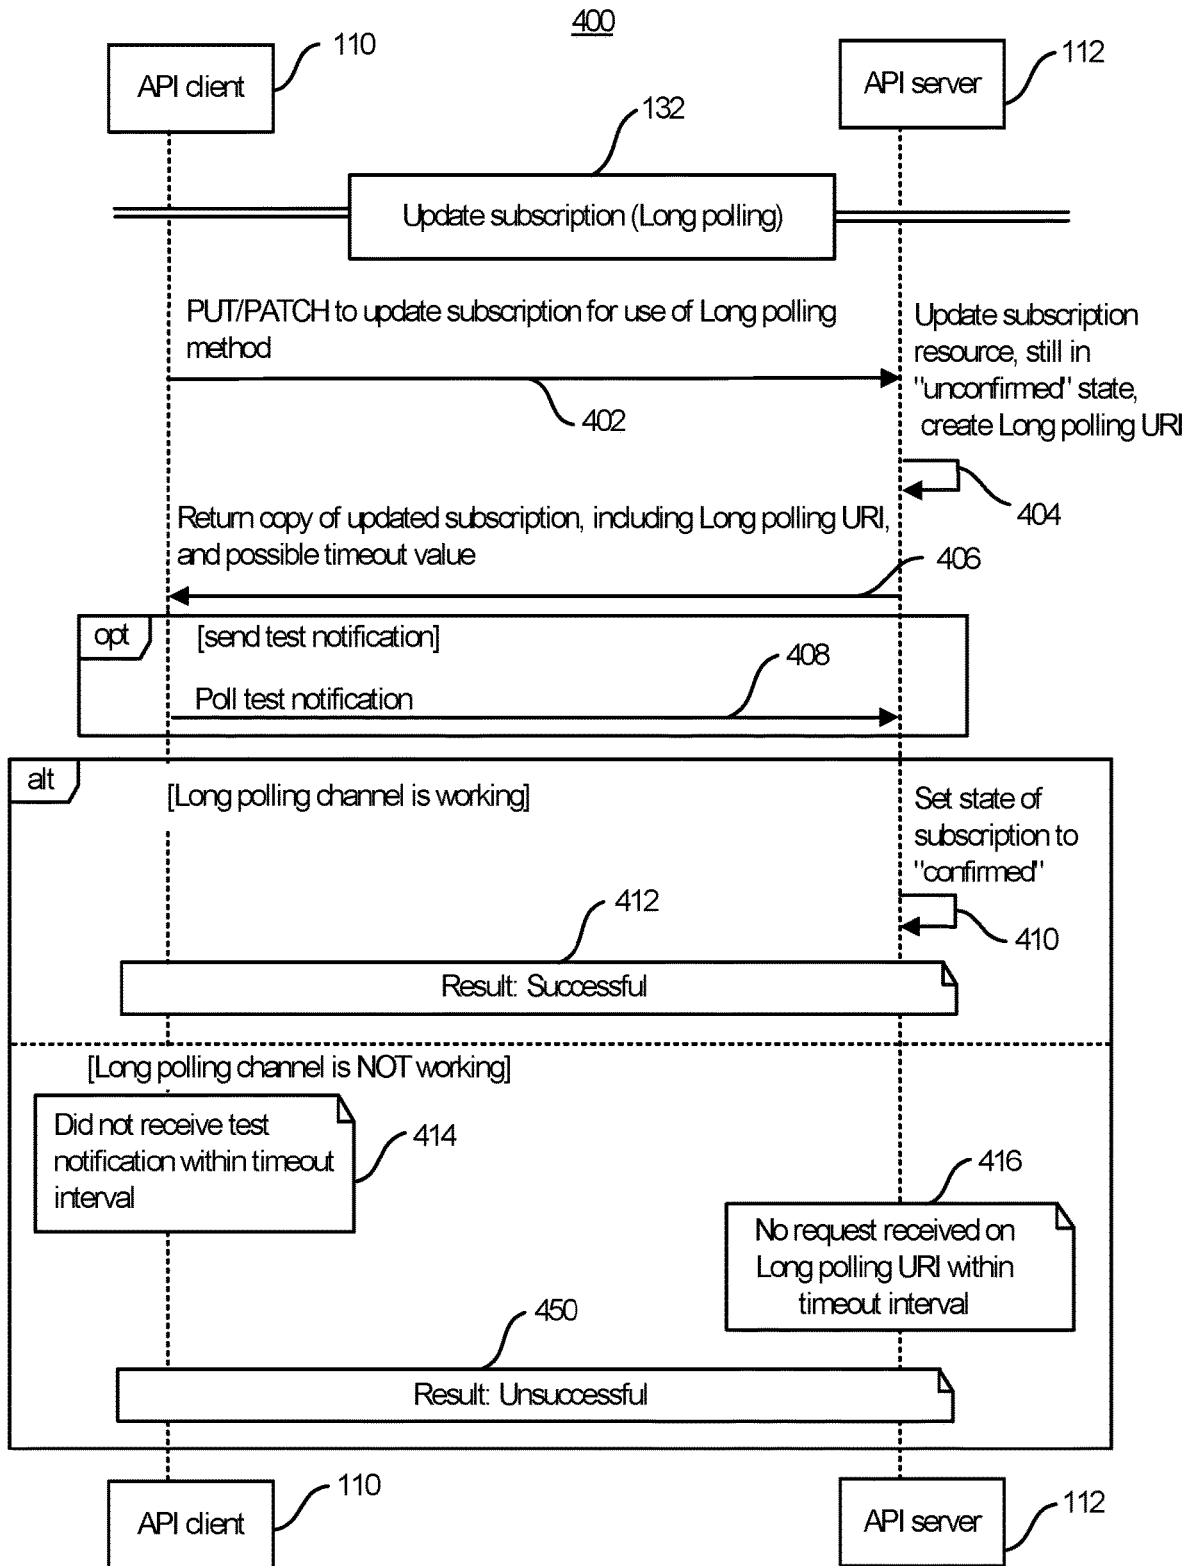 400
110
112
API client
API server
132
Update subscription (Long polling)
PUT/PATCH to update subscription for use of Long polling
method
Update subscription
resource, still in
"unconfirmed" state,
create Long polling URI
402
404
Return copy of updated subscription, including Long polling URI,
and possible timeout value
406
opt
[send test notification]
408
Poll test notification
alt
[Long polling channel is working]
Set state of
subscription to
"confirmed"
412
410
Result: Successful
[Long polling channel is NOT working]
Did not receive test
notification within timeout
interval
414
416
No request received on
Long polling URI within
timeout interval
450
Result: Unsuccessful
110
112
API client
API server